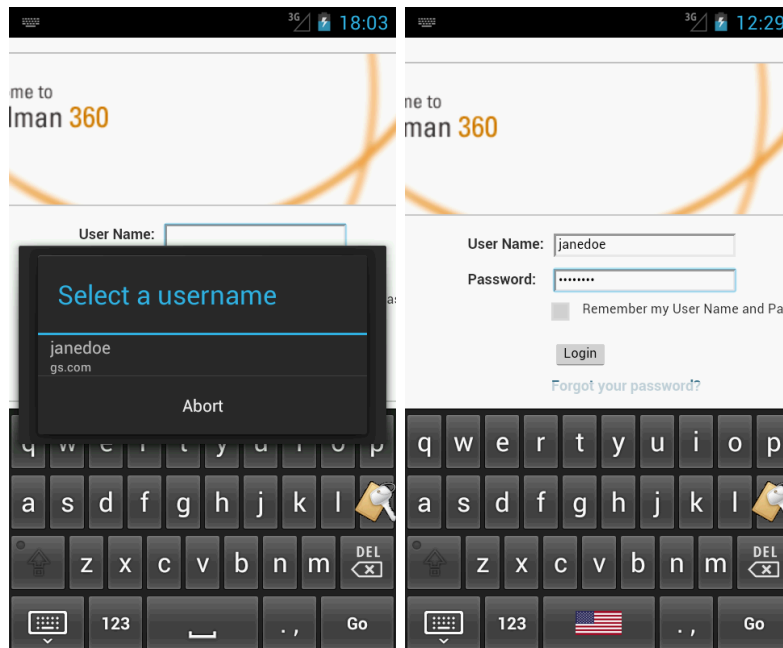 3G 18:03
me to
lman 360
User Name:
Select a username
janedoe
gs.com
Abort
q w e r t y u i o p
a s d f g h j k l
z x c v b n m DEL
123 . , Go
3G 12:29
me to
man 360
User Name: janedoe
Password: ••••••••
Remember my User Name and Pa
Login
Forgot your password?
q w e r t y u i o p
a s d f g h j k l
z x c v b n m DEL
123 . , Go